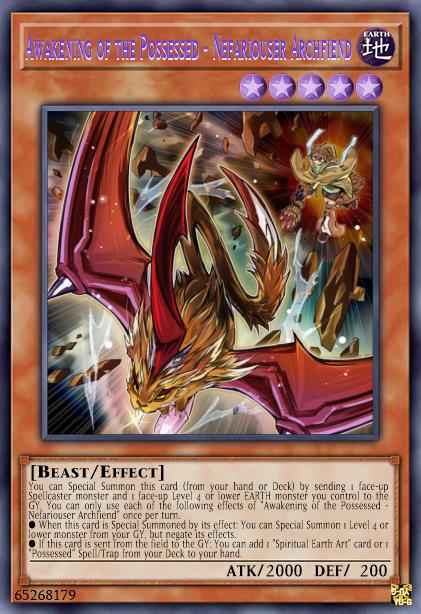 Awakening of the Possessed - Nefariouser Archfiend
EARTH
地
[Beast/Effect]
You can Special Summon this card (from your hand or Deck) by sending 1 face-up
Spellcaster monster and 1 face-up Level 4 or lower EARTH monster you control to the
GY. You can only use each of the following effects of "Awakening of the Possessed -
Nefariouser Archfiend" once per turn.
● When this card is Special Summoned by its effect: You can Special Summon 1 Level 4 or
lower monster from your GY, but negate its effects.
● If this card is sent from the field to the GY: You can add 1 "Spiritual Earth Art" card or 1
"Possessed" Spell/Trap from your Deck to your hand.
ATK/2000 DEF/ 200
65268179